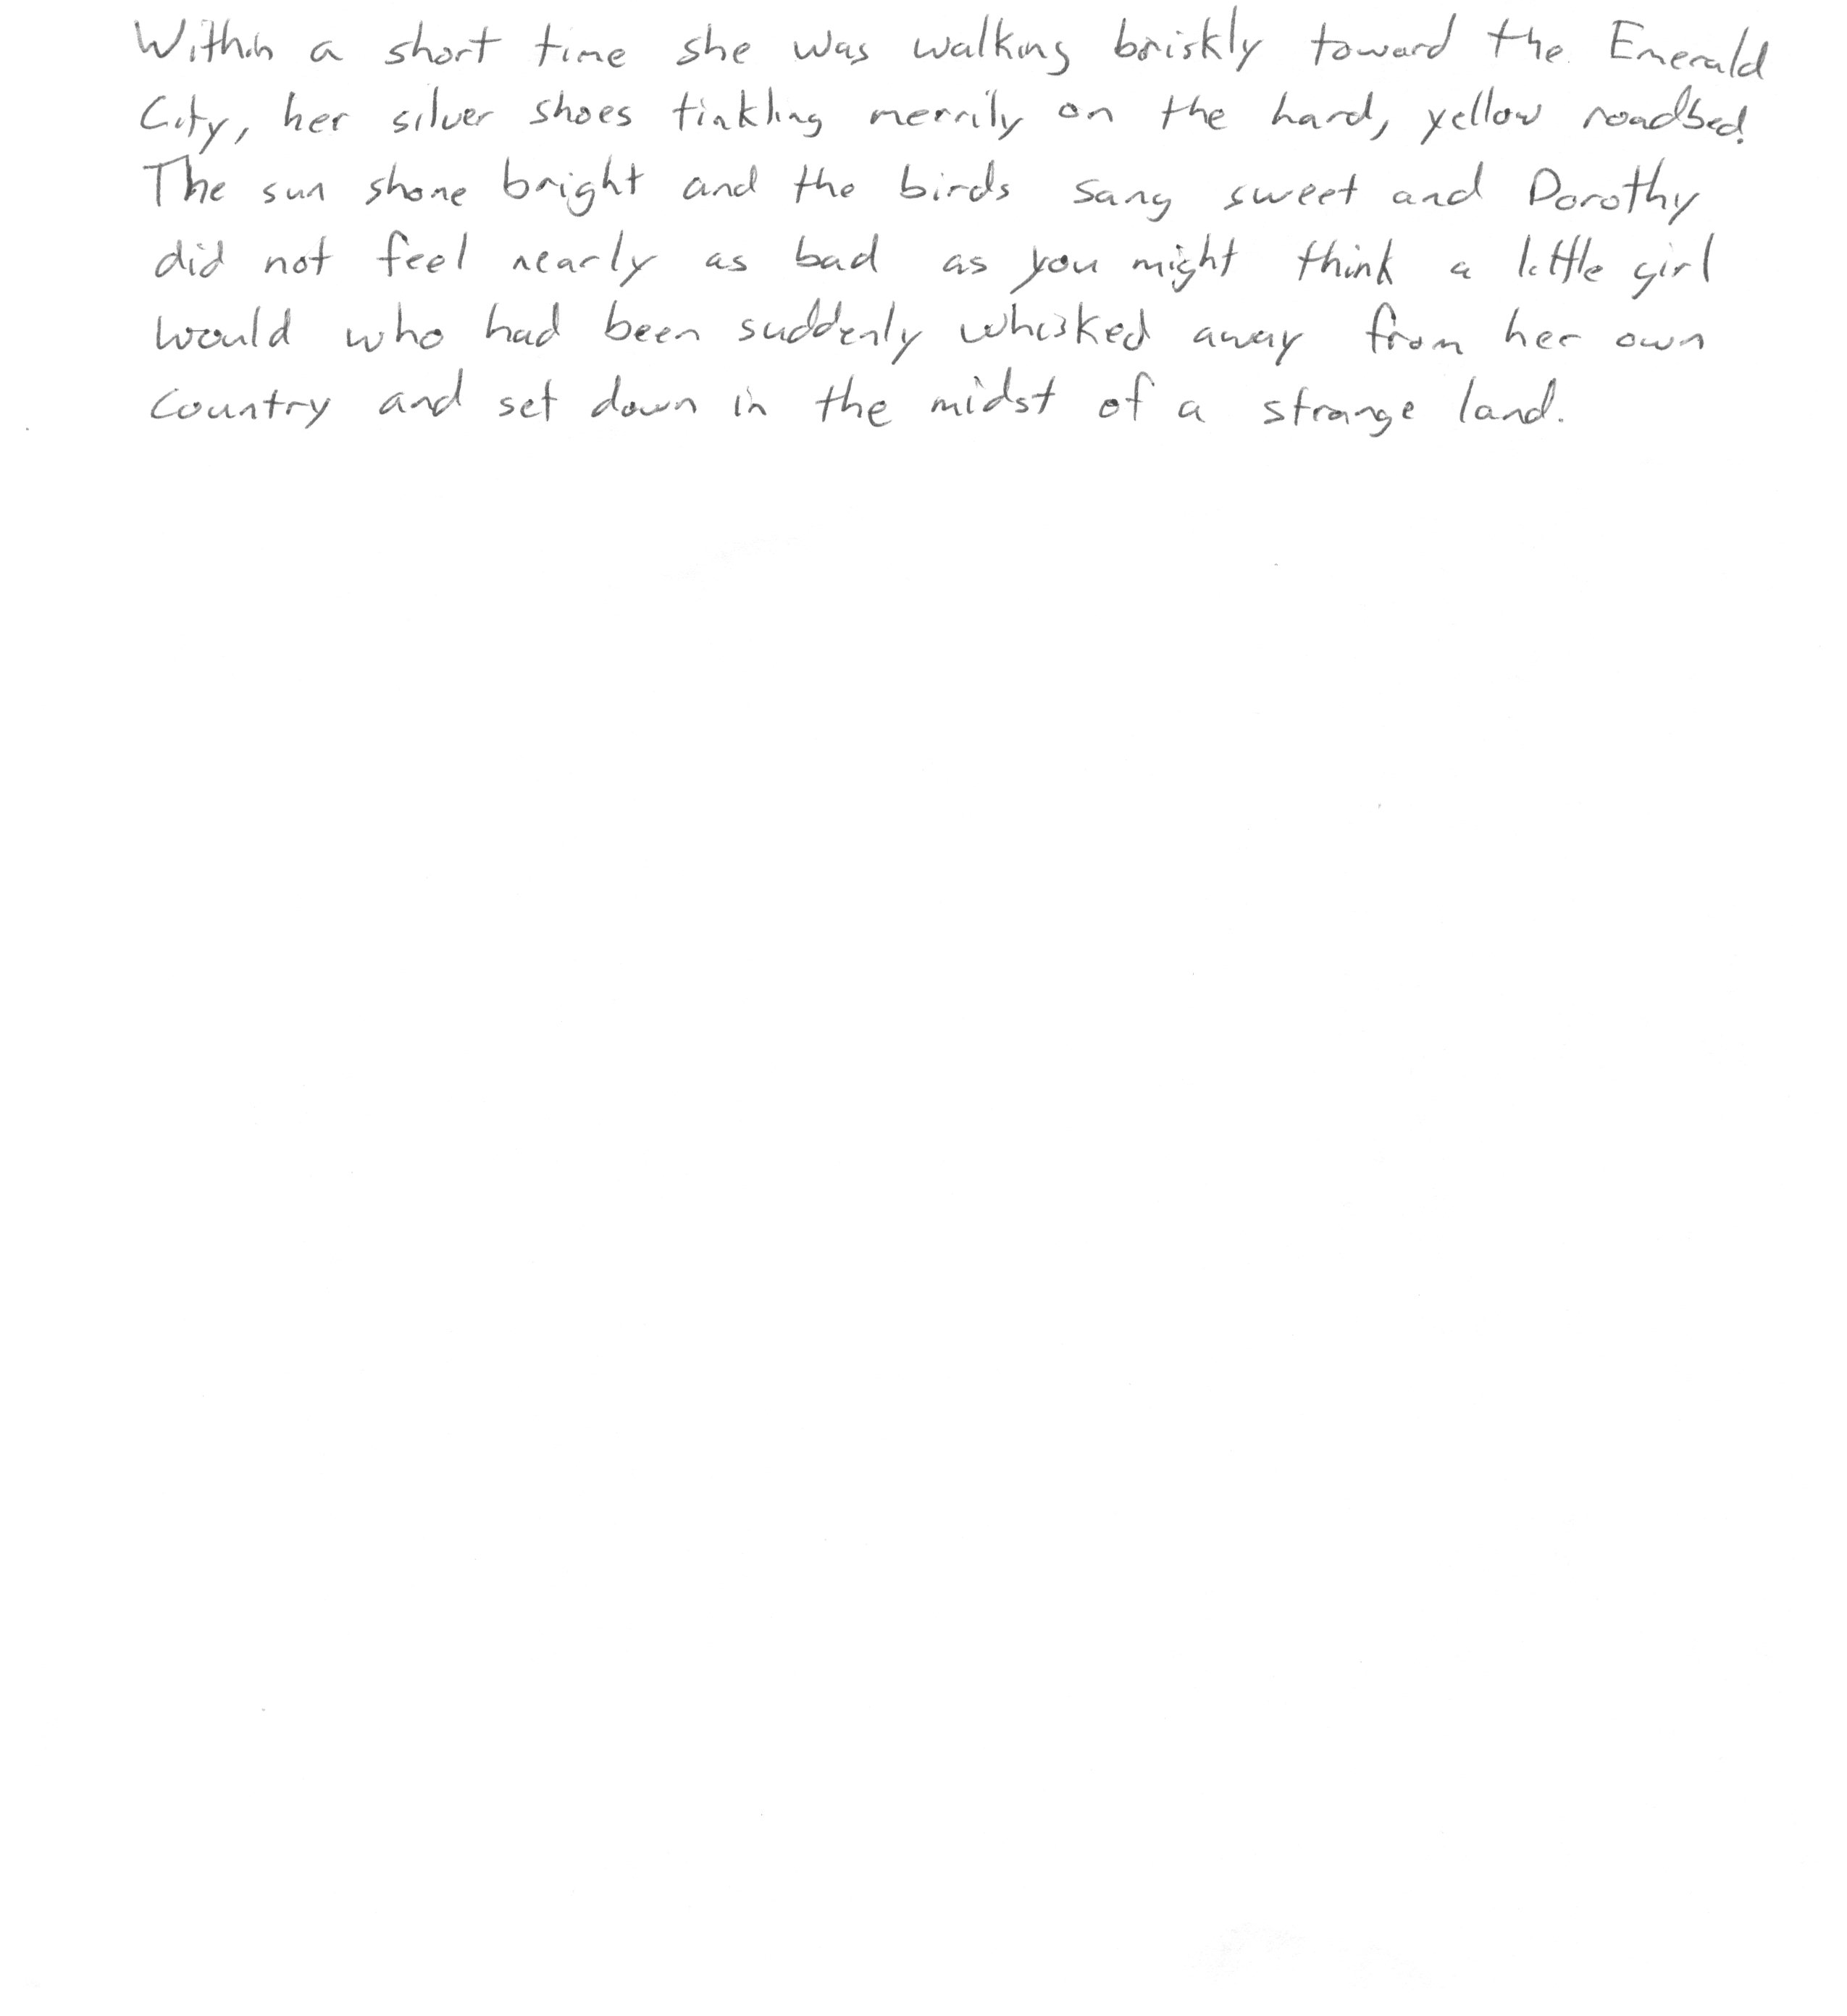 Within a short time she was walking briskly toward the Emerald
City, her silver shoes tinkling merrily on the hard, yellow roadbed.
The sun shone bright and the birds sang sweet and Dorothy
did not feel nearly as bad as you might think a little girl
would who had been suddenly whisked away from her own
country and set down in the midst of a strange land.